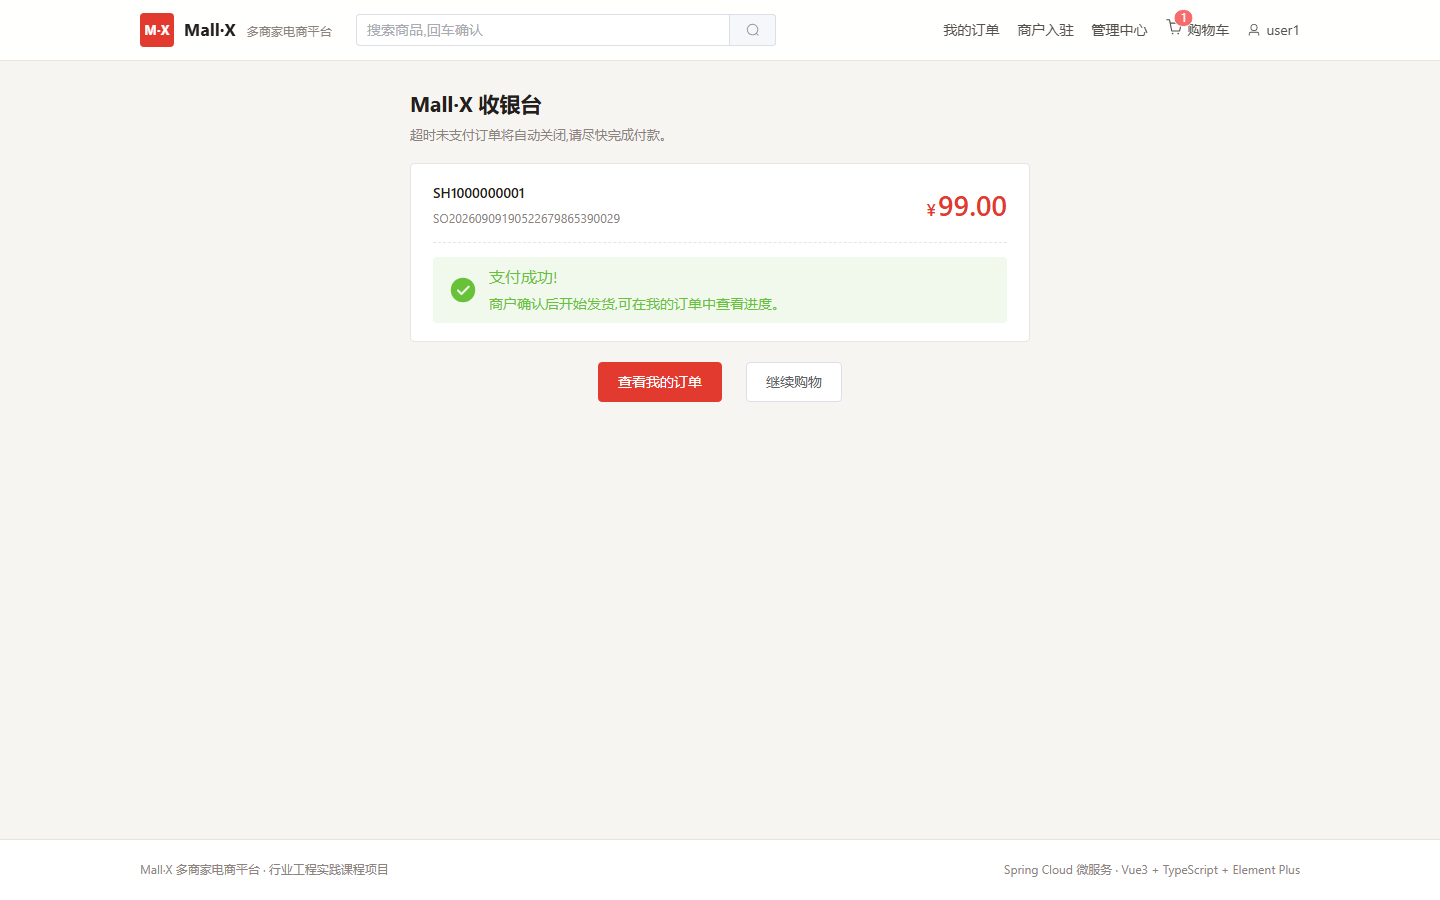 M·X Mall·X 多商家电商平台 搜索商品,回车确认 我的订单 商户入驻 管理中心 1 购物车 user1
Mall·X 收银台
超时未支付订单将自动关闭,请尽快完成付款。
SH1000000001
SO20260909190522679865390029
¥99.00
支付成功!
商户确认后开始发货,可在我的订单中查看进度。
查看我的订单 继续购物
Mall·X 多商家电商平台 · 行业工程实践课程项目 Spring Cloud 微服务 · Vue3 + TypeScript + Element Plus